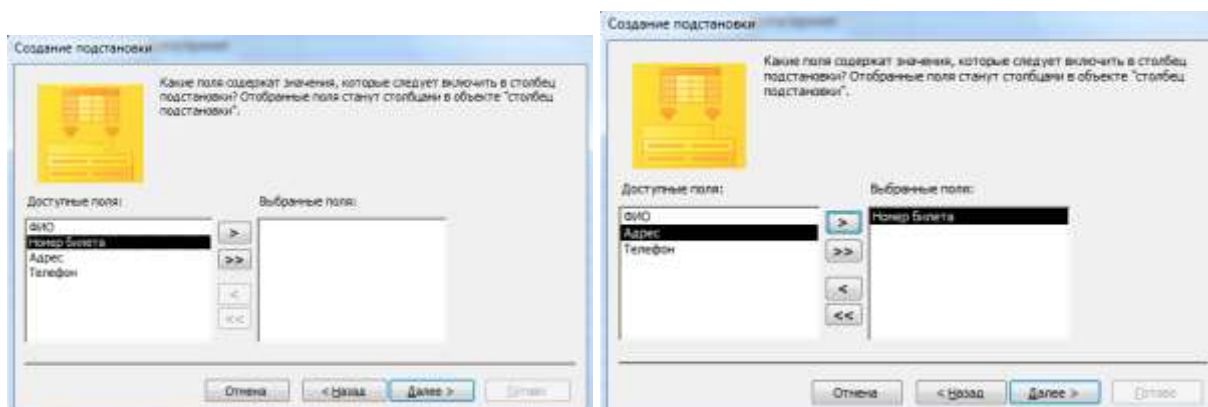 Создание подстановки
Какие поля содержат значения, которые следует включить в столбец
подстановки? Отобранные поля станут столбцами в объекте "столбец
подстановки".
Доступные поля:
Выбранные поля:
ФИО
Номер билета
Адрес
Телефон
>
>>
<
<<
Отмена
< Назад
Далее >
Готово
Создание подстановки
Какие поля содержат значения, которые следует включить в столбец
подстановки? Отобранные поля станут столбцами в объекте "столбец
подстановки".
Доступные поля:
Выбранные поля:
ФИО
Адрес
Телефон
>
>>
<
<<
Номер билета
Отмена
< Назад
Далее >
Готово